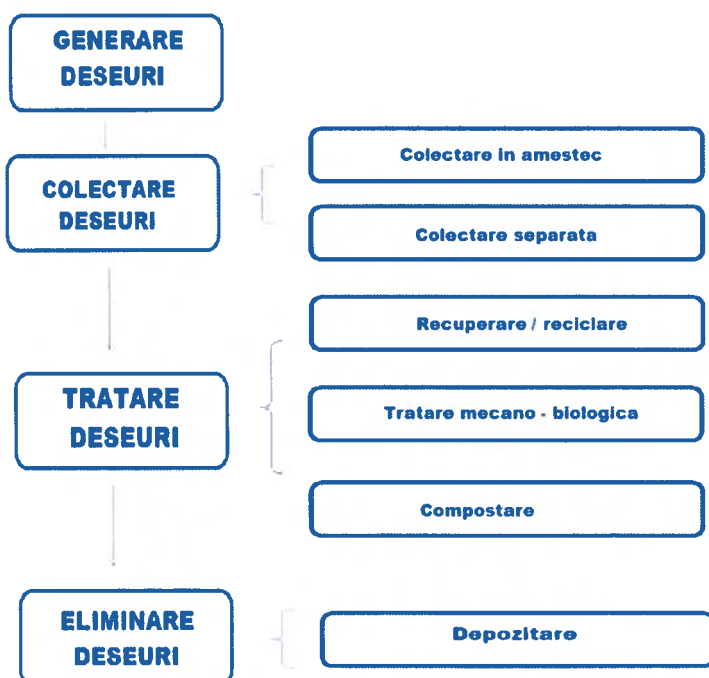 GENERARE
DESEURI
Colectare in amestec
COLECTARE
DESEURI
Colectare separata
Recuperare / reciclare
TRATARE
DESEURI
Tratare mecano - biologica
Compostare
ELIMINARE
DESEURI
Depozitare